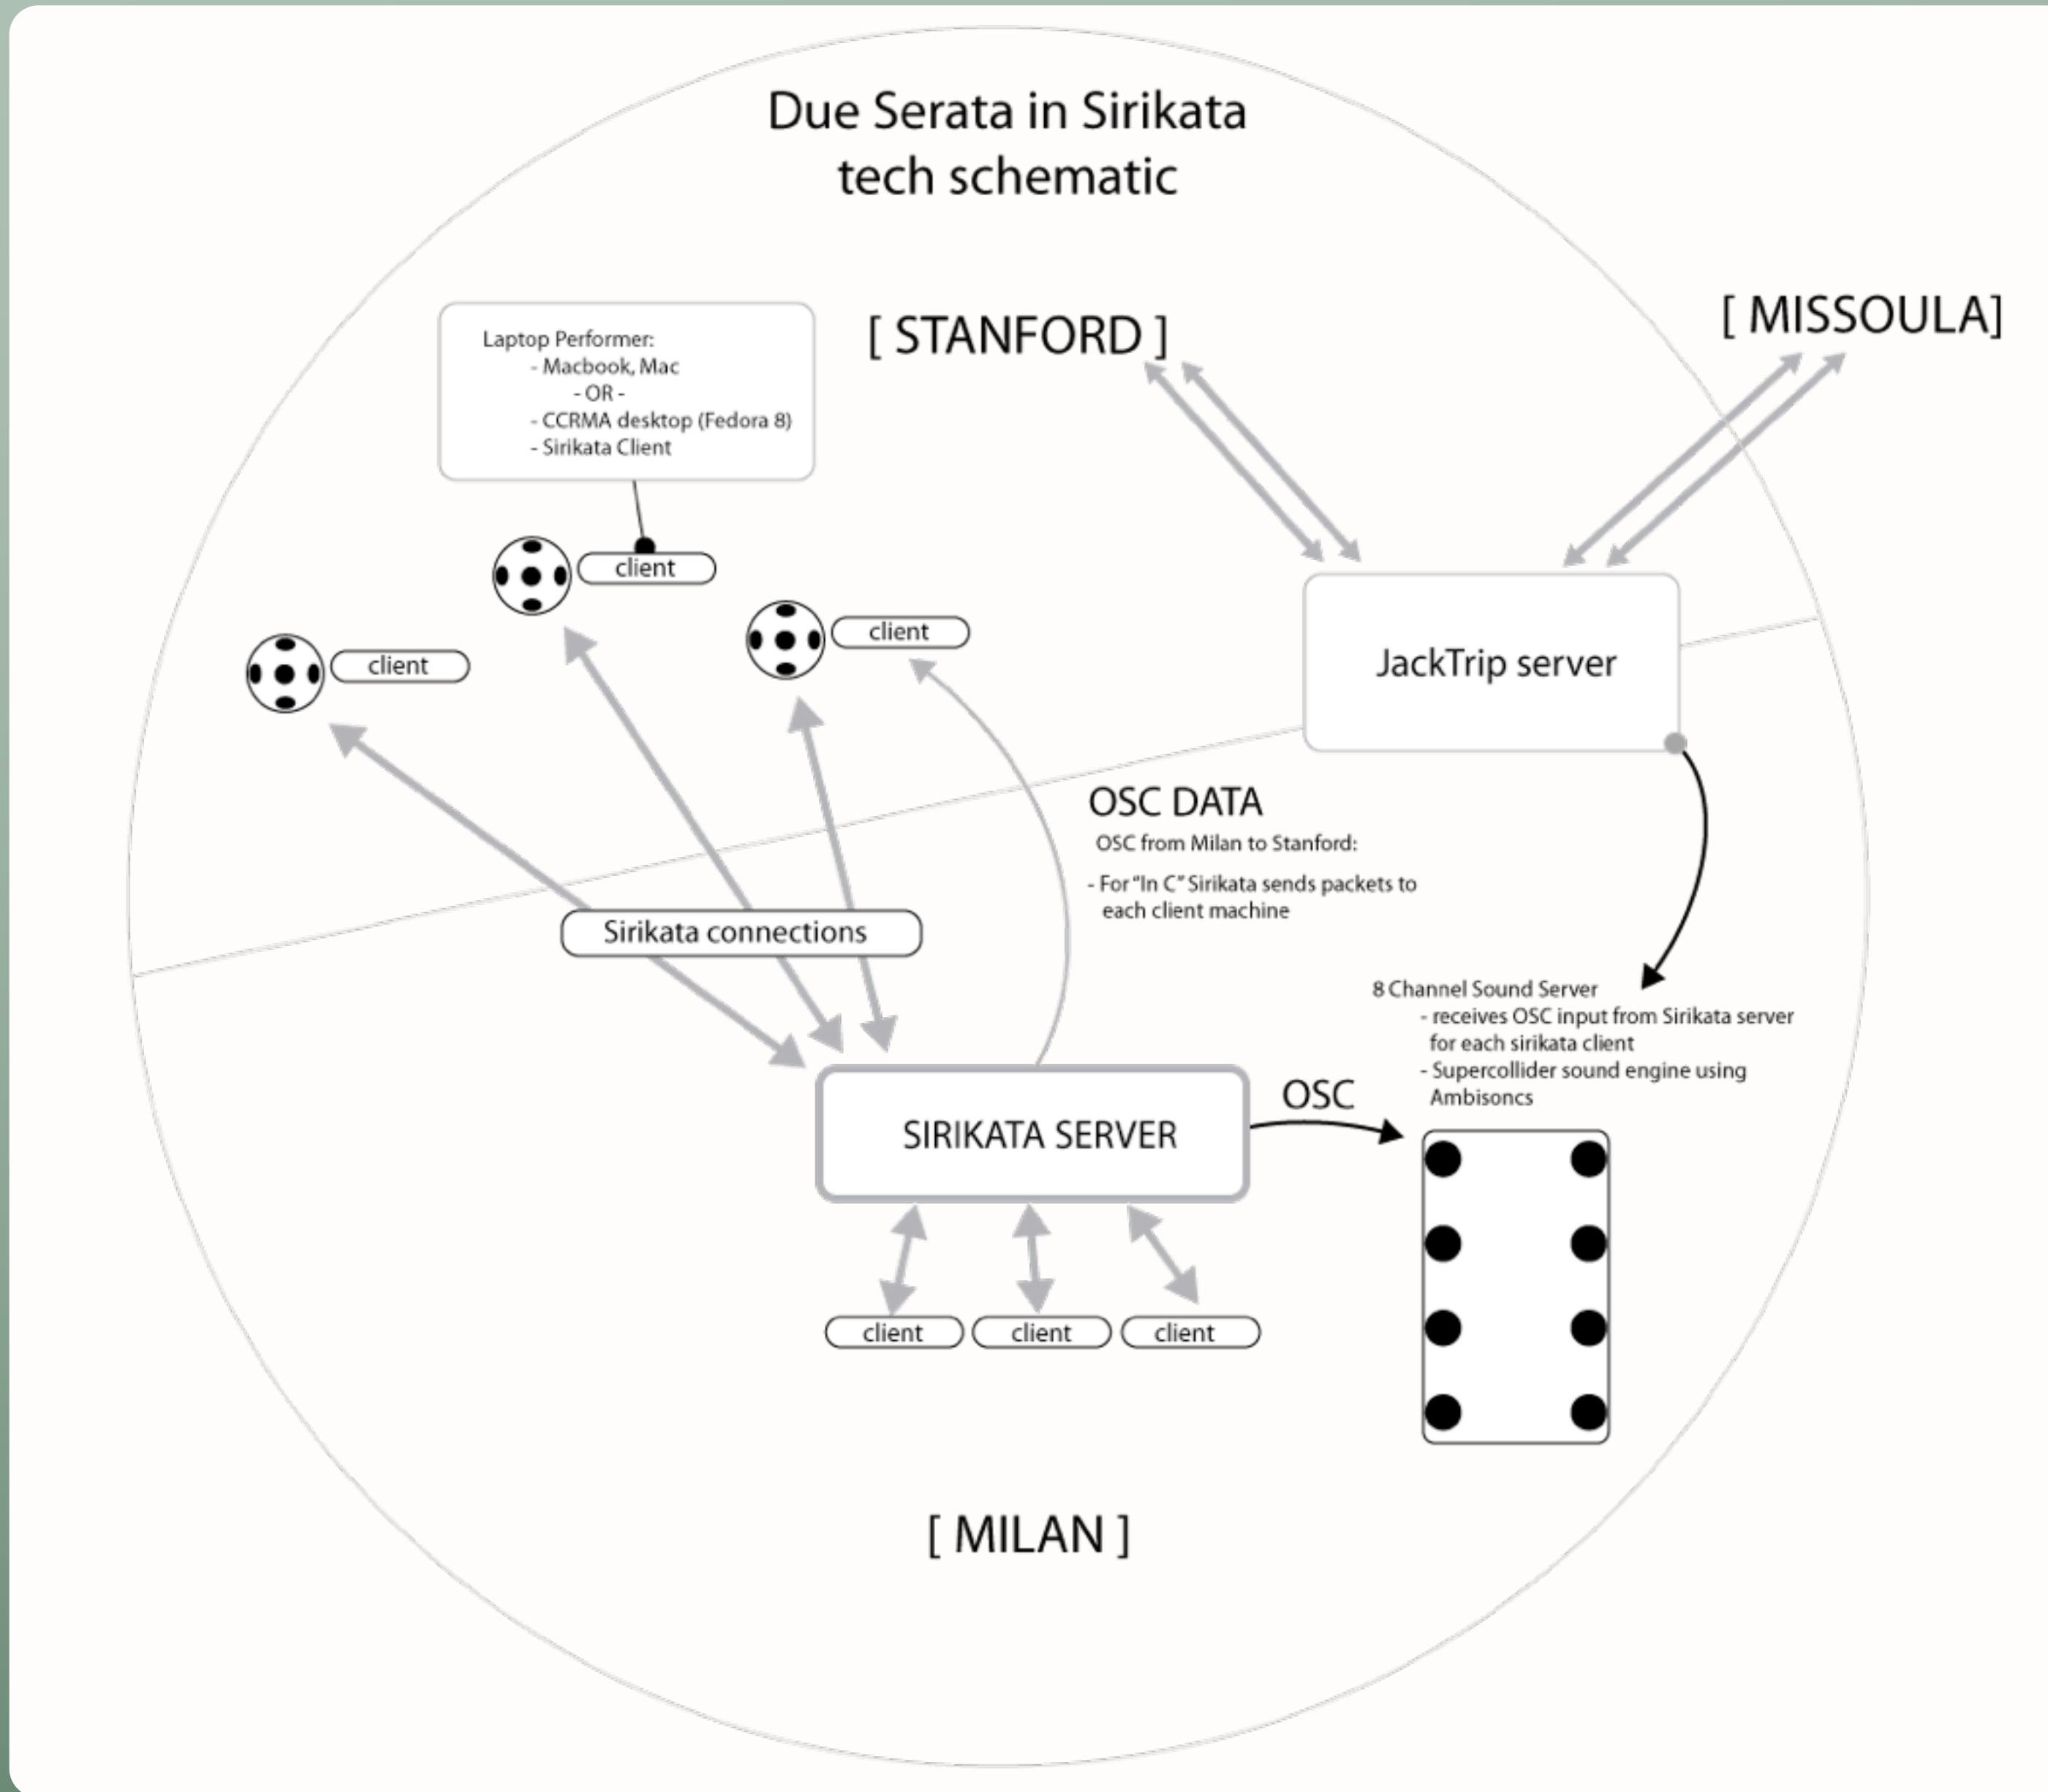 Due Serata in Sirikata
tech schematic
[ STANFORD ]
[ MISSOULA]
Laptop Performer:
- Macbook, Mac
- OR -
- CCRMA desktop (Fedora 8)
- Sirikata Client
client
client
client
JackTrip server
OSC DATA
OSC from Milan to Stanford:
- For “In C” Sirikata sends packets to
each client machine
Sirikata connections
8 Channel Sound Server
- receives OSC input from Sirikata server
for each sirikata client
- Supercollider sound engine using
Ambisoncs
OSC
SIRIKATA SERVER
client
client
client
[ MILAN ]